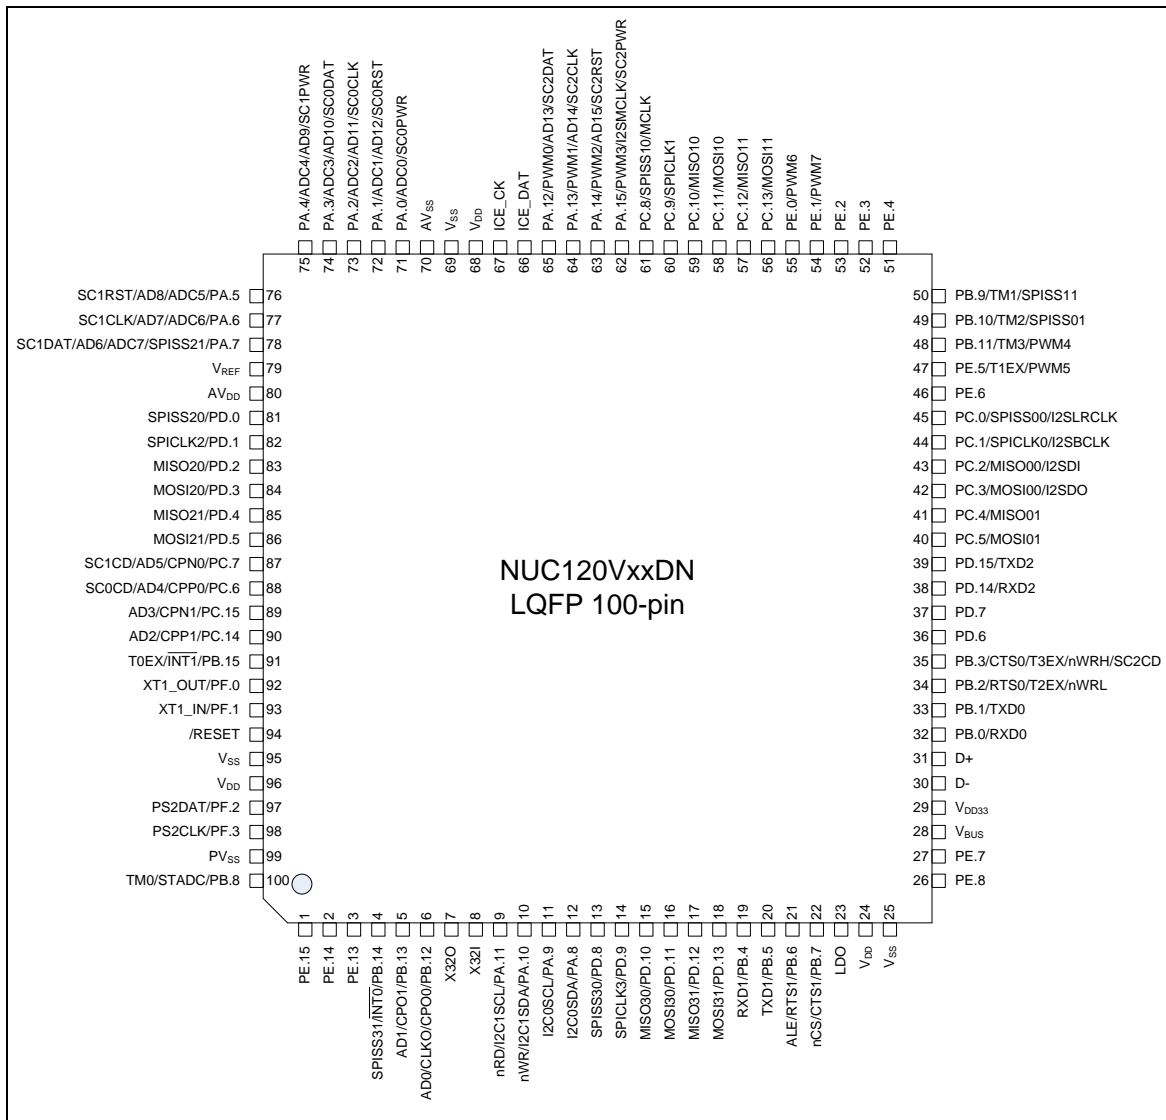 PA.4/ADC4/AD9/SC1PWR
PA.3/ADC3/AD10/SC0DAT
PA.2/ADC2/AD11/SC0CLK
PA.1/ADC1/AD12/SC0RST
PA.0/ADC0/SC0PWR
AVSS
VSS
VDD
ICE_CK
ICE_DAT
PA.12/PWM0/AD13/SC2DAT
PA.13/PWM1/AD14/SC2CLK
PA.14/PWM2/AD15/SC2RST
PA.15/PWM3/I2SMCLK/SC2PWR
PC.8/SPISS10/MCLK
PC.9/SPICLK1
PC.10/MISO10
PC.11/MOSI10
PC.12/MISO11
PC.13/MOSI11
PE.0/PWM6
PE.1/PWM7
PE.2
PE.3
PE.4
75 74 73 72 71 70 69 68 67 66 65 64 63 62 61 60 59 58 57 56 55 54 53 52 51
SC1RST/AD8/ADC5/PA.5 76
SC1CLK/AD7/ADC6/PA.6 77
SC1DAT/AD6/ADC7/SPISS21/PA.7 78
VREF 79
AVDD 80
SPISS20/PD.0 81
SPICLK2/PD.1 82
MISO20/PD.2 83
MOSI20/PD.3 84
MISO21/PD.4 85
MOSI21/PD.5 86
SC1CD/AD5/CPN0/PC.7 87
SC0CD/AD4/CPP0/PC.6 88
AD3/CPN1/PC.15 89
AD2/CPP1/PC.14 90
T0EX/INT1/PB.15 91
XT1_OUT/PF.0 92
XT1_IN/PF.1 93
/RESET 94
VSS 95
VDD 96
PS2DAT/PF.2 97
PS2CLK/PF.3 98
PVSS 99
TM0/STADC/PB.8 100
NUC120VxxDN
LQFP 100-pin
50 PB.9/TM1/SPISS11
49 PB.10/TM2/SPISS01
48 PB.11/TM3/PWM4
47 PE.5/T1EX/PWM5
46 PE.6
45 PC.0/SPISS00/I2SLRCLK
44 PC.1/SPICLK0/I2SBCLK
43 PC.2/MISO00/I2SDI
42 PC.3/MOSI00/I2SDO
41 PC.4/MISO01
40 PC.5/MOSI01
39 PD.15/TXD2
38 PD.14/RXD2
37 PD.7
36 PD.6
35 PB.3/CTS0/T3EX/nWRH/SC2CD
34 PB.2/RTS0/T2EX/nWRL
33 PB.1/TXD0
32 PB.0/RXD0
31 D+
30 D-
29 VDD33
28 VBUS
27 PE.7
26 PE.8
1 2 3 4 5 6 7 8 9 10 11 12 13 14 15 16 17 18 19 20 21 22 23 24 25
PE.15
PE.14
PE.13
SPISS31/INT0/PB.14
AD1/CPO1/PB.13
AD0/CLKO/CPO0/PB.12
X32O
X32I
nRD/I2C1SCL/PA.11
nWR/I2C1SDA/PA.10
I2C0SCL/PA.9
I2C0SDA/PA.8
SPISS30/PD.8
SPICLK3/PD.9
MISO30/PD.10
MOSI30/PD.11
MISO31/PD.12
MOSI31/PD.13
RXD1/PB.4
TXD1/PB.5
ALE/RTS1/PB.6
nCS/CTS1/PB.7
LDO
VDD
VSS